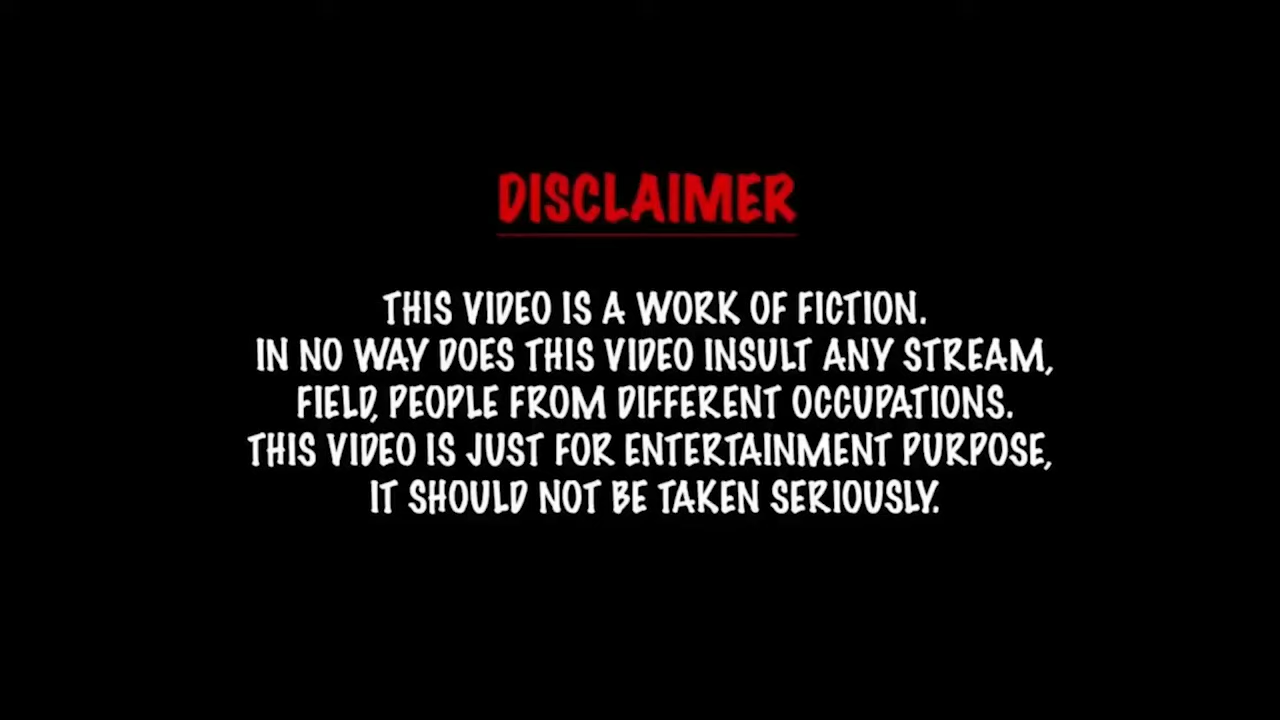 DISCLAIMER
THIS VIDEO IS A WORK OF FICTION.
IN NO WAY DOES THIS VIDEO INSULT ANY STREAM,
FIELD, PEOPLE FROM DIFFERENT OCCUPATIONS.
THIS VIDEO IS JUST FOR ENTERTAINMENT PURPOSE,
IT SHOULD NOT BE TAKEN SERIOUSLY.